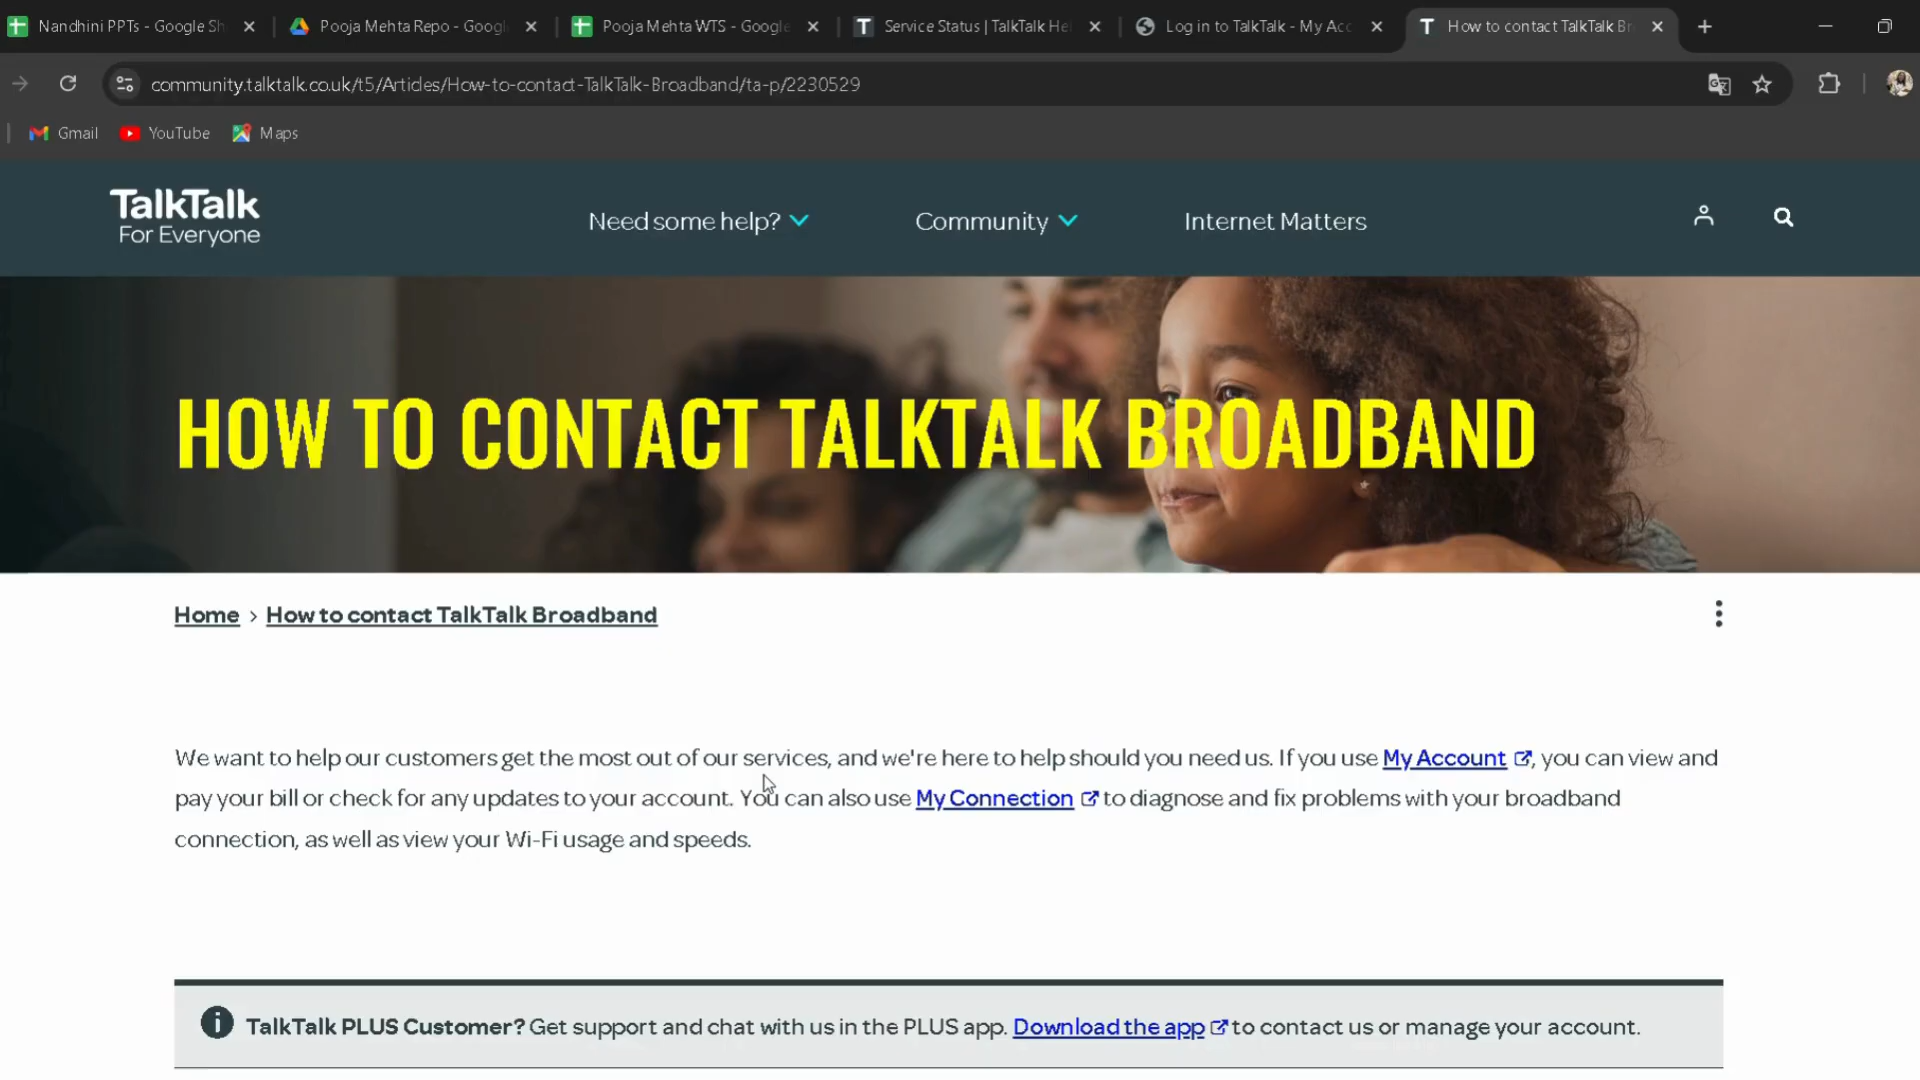 Nandhini PPTs - Google Sh
Pooja Mehta Repo - Google
Pooja Mehta WTS - Google
Service Status | TalkTalk Hel
Log in to TalkTalk - My Acc
How to contact TalkTalk Br
community.talktalk.co.uk/t5/Articles/How-to-contact-TalkTalk-Broadband/ta-p/2230529
Gmail
YouTube
Maps
TalkTalk
For Everyone
Need some help?
Community
Internet Matters
HOW TO CONTACT TALKTALK BROADBAND
Home > How to contact TalkTalk Broadband
We want to help our customers get the most out of our services, and we're here to help should you need us. If you use My Account, you can view and
pay your bill or check for any updates to your account. You can also use My Connection to diagnose and fix problems with your broadband
connection, as well as view your Wi-Fi usage and speeds.
TalkTalk PLUS Customer? Get support and chat with us in the PLUS app. Download the app to contact us or manage your account.